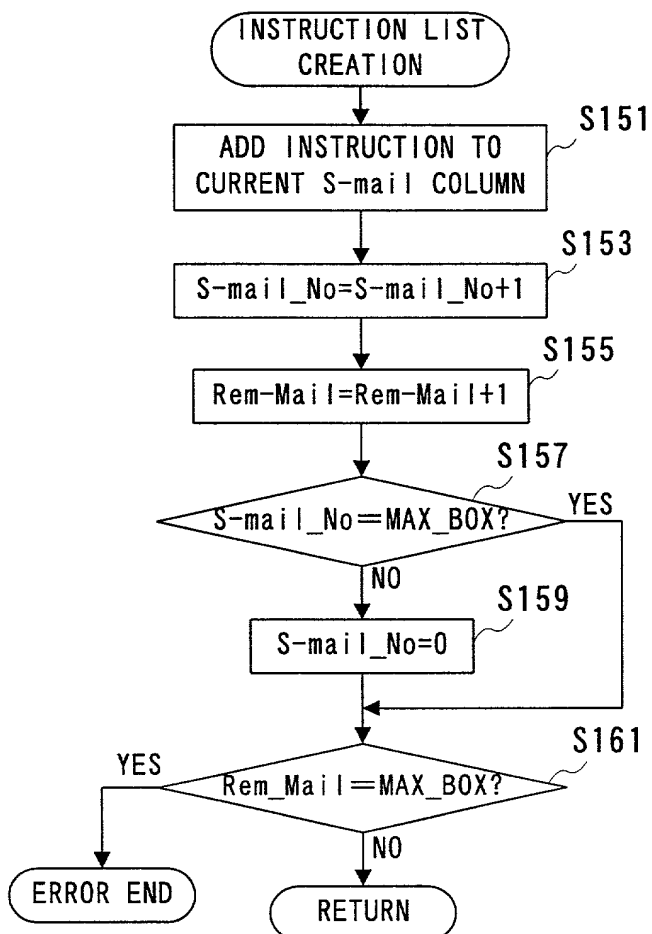 INSTRUCTION LIST
CREATION
S151
ADD INSTRUCTION TO
CURRENT S-mail COLUMN
S153
S-mail_No=S-mail_No+1
S155
Rem-Mail=Rem-Mail+1
S157
S-mail_No=MAX_BOX?
YES
NO
S159
S-mail_No=0
S161
YES
Rem_Mail=MAX_BOX?
NO
ERROR END
RETURN